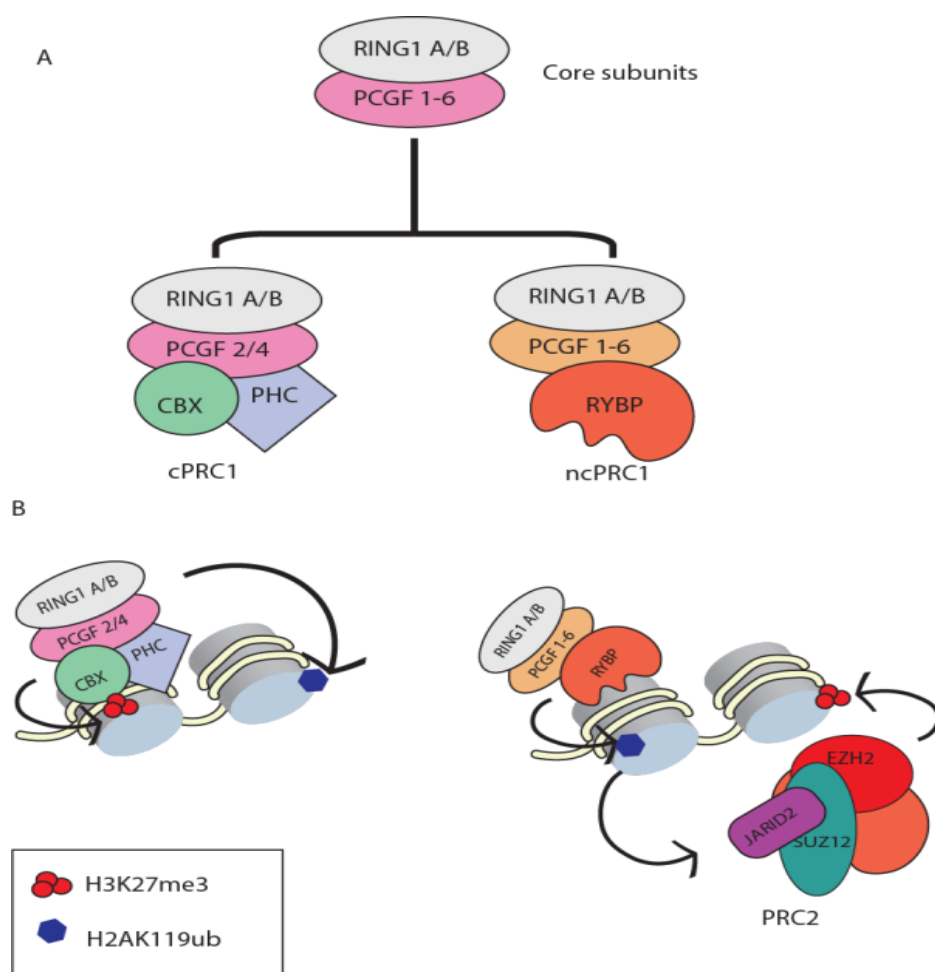 A
RING1 A/B
PCGF 1-6
Core subunits
RING1 A/B
PCGF 2/4
CBX
PHC
cPRC1
RING1 A/B
PCGF 1-6
RYBP
ncPRC1
B
RING1 A/B
PCGF 2/4
CBX
PHC
RING1 A/B
PCGF 1-6
RYBP
EZH2
JARID2
SUZ12
PRC2
H3K27me3
H2AK119ub